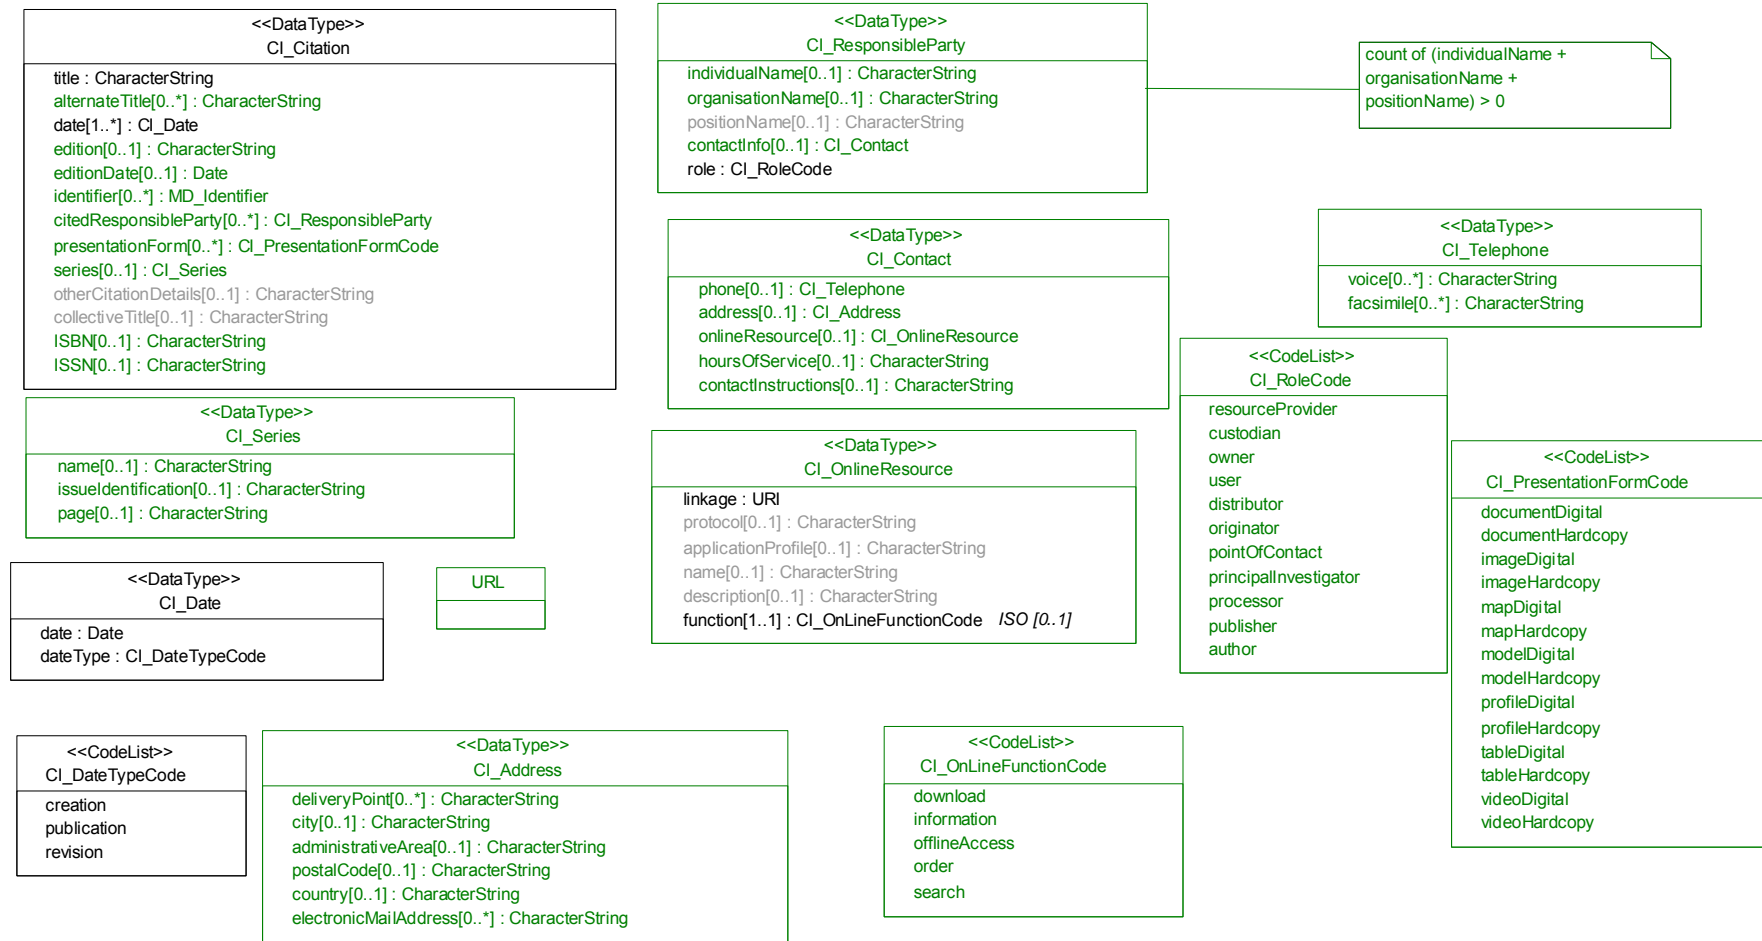 <<DataType>>
CI_Citation
title : CharacterString
alternateTitle[0..*] : CharacterString
date[1..*] : CI_Date
edition[0..1] : CharacterString
editionDate[0..1] : Date
identifier[0..*] : MD_Identifier
citedResponsibleParty[0..*] : CI_ResponsibleParty
presentationForm[0..*] : CI_PresentationFormCode
series[0..1] : CI_Series
otherCitationDetails[0..1] : CharacterString
collectiveTitle[0..1] : CharacterString
ISBN[0..1] : CharacterString
ISSN[0..1] : CharacterString
<<DataType>>
CI_ResponsibleParty
individualName[0..1] : CharacterString
organisationName[0..1] : CharacterString
positionName[0..1] : CharacterString
contactInfo[0..1] : CI_Contact
role : CI_RoleCode
count of (individualName +
organisationName +
positionName) > 0
<<DataType>>
CI_Contact
phone[0..1] : CI_Telephone
address[0..1] : CI_Address
onlineResource[0..1] : CI_OnlineResource
hoursOfService[0..1] : CharacterString
contactInstructions[0..1] : CharacterString
<<DataType>>
CI_Telephone
voice[0..*] : CharacterString
facsimile[0..*] : CharacterString
<<CodeList>>
CI_RoleCode
resourceProvider
custodian
owner
user
distributor
originator
pointOfContact
principalInvestigator
processor
publisher
author
<<DataType>>
CI_Series
name[0..1] : CharacterString
issueIdentification[0..1] : CharacterString
page[0..1] : CharacterString
<<DataType>>
CI_OnlineResource
linkage : URI
protocol[0..1] : CharacterString
applicationProfile[0..1] : CharacterString
name[0..1] : CharacterString
description[0..1] : CharacterString
function[1..1] : CI_OnLineFunctionCode ISO [0..1]
<<CodeList>>
CI_PresentationFormCode
documentDigital
documentHardcopy
imageDigital
imageHardcopy
mapDigital
mapHardcopy
modelDigital
modelHardcopy
profileDigital
profileHardcopy
tableDigital
tableHardcopy
videoDigital
videoHardcopy
<<DataType>>
CI_Date
date : Date
dateType : CI_DateTypeCode
URL
<<CodeList>>
CI_DateTypeCode
creation
publication
revision
<<DataType>>
CI_Address
deliveryPoint[0..*] : CharacterString
city[0..1] : CharacterString
administrativeArea[0..1] : CharacterString
postalCode[0..1] : CharacterString
country[0..1] : CharacterString
electronicMailAddress[0..*] : CharacterString
<<CodeList>>
CI_OnLineFunctionCode
download
information
offlineAccess
order
search